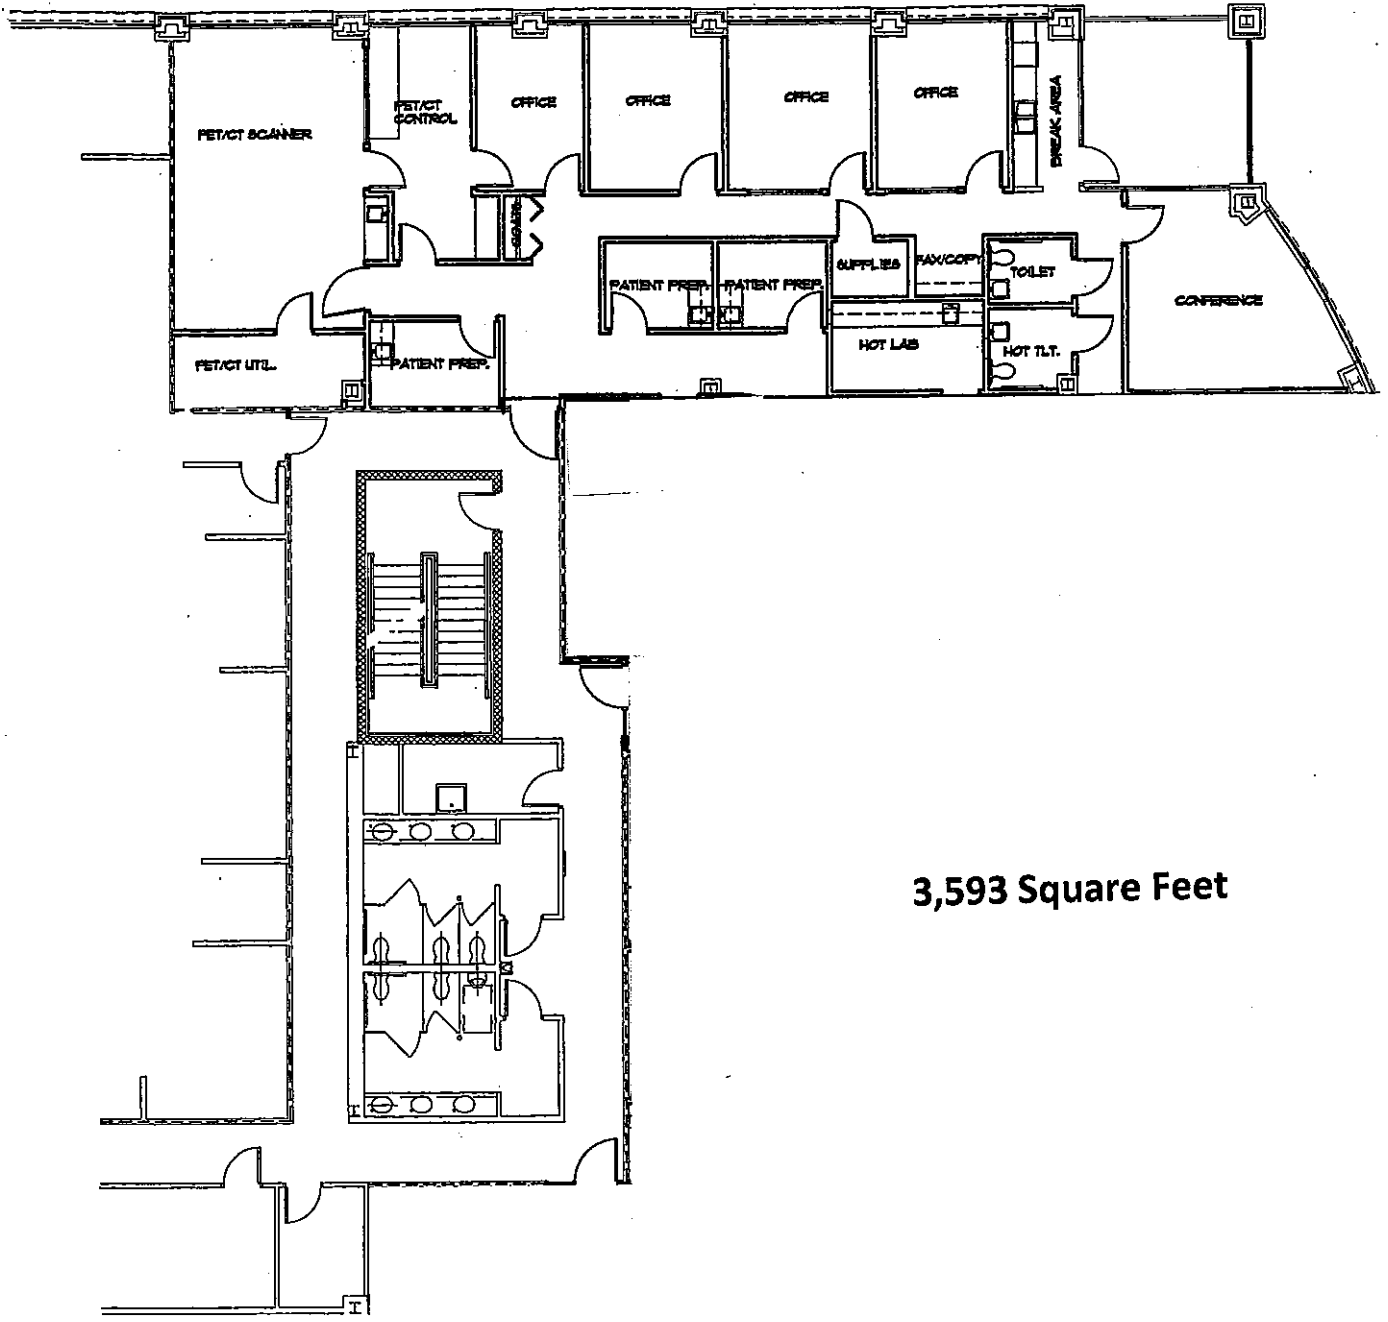 PET/CT SCANNER
PET/CT
CONTROL
OFFICE
OFFICE
OFFICE
OFFICE
BREAK AREA
COATS
PATIENT PREP.
PATIENT PREP.
SUPPLIES
FAX/COPY
TOILET
CONFERENCE
PET/CT UTIL.
PATIENT PREP.
HOT LAB
HOT TLT.
3,593 Square Feet